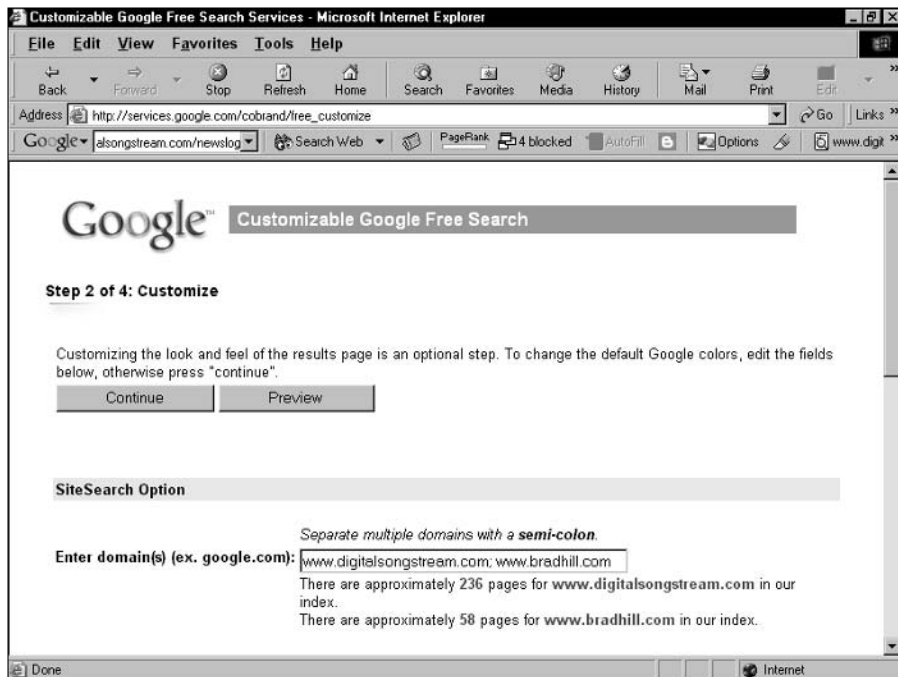 Customizable Google Free Search Services - Microsoft Internet Explorer
File Edit View Favorites Tools Help
Back Forward Stop Refresh Home Search Favorites Media History Mail Print Edit »
Address http://services.google.com/cobrand/free_customize Go Links »
Google alsongstream.com/newslog Search Web PageRank 4 blocked AutoFill Options www.digit »
Google™ Customizable Google Free Search
Step 2 of 4: Customize
Customizing the look and feel of the results page is an optional step. To change the default Google colors, edit the fields
below, otherwise press "continue".
Continue Preview
SiteSearch Option
Separate multiple domains with a semi-colon.
Enter domain(s) (ex. google.com): www.digitalsongstream.com; www.bradhill.com
There are approximately 236 pages for www.digitalsongstream.com in our
index.
There are approximately 58 pages for www.bradhill.com in our index.
Done Internet